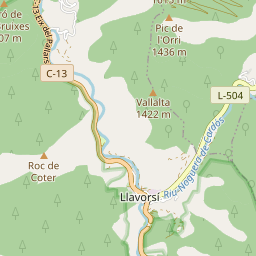 Pic de
l'Orri
1436 m
C-13
Vallalta
1422 m
L-504
Roc de
Coter
Llavorsí
Riu Noguera de Cardós